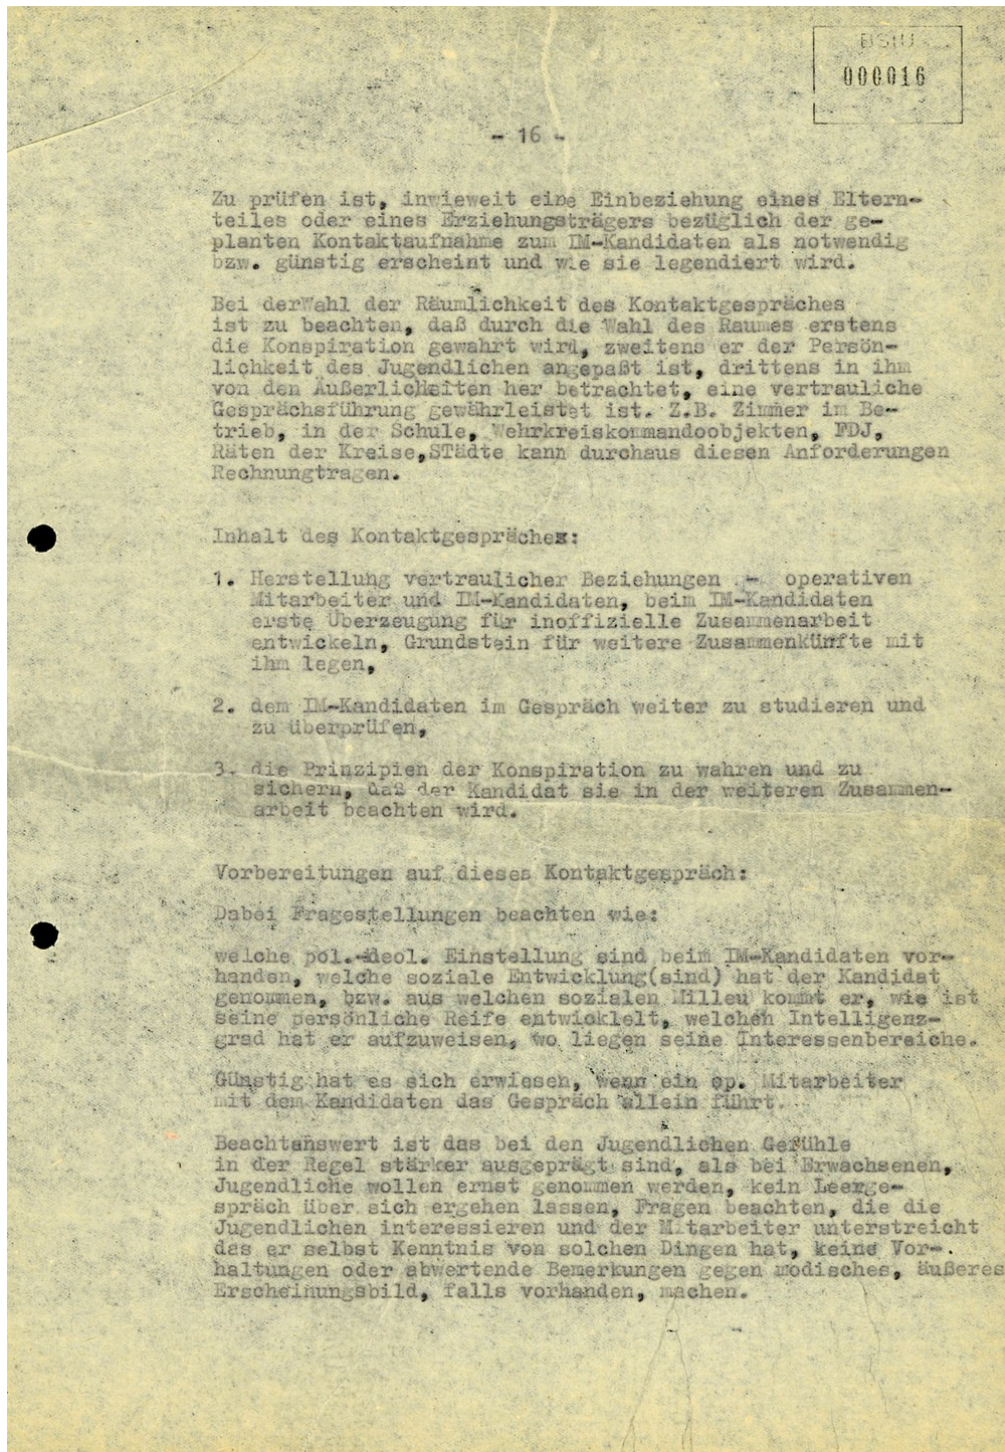 BStU
000016
- 16 -
Zu prüfen ist, inwieweit eine Einbeziehung eines Eltern-
teiles oder eines Erziehungsträgers bezüglich der ge-
planten Kontaktaufnahme zum IM-Kandidaten als notwendig
bzw. günstig erscheint und wie sie legendiert wird.
Bei derWahl der Räumlichkeit des Kontaktgespräches
ist zu beachten, daß durch die Wahl des Raumes erstens
die Konspiration gewahrt wird, zweitens er der Persön-
lichkeit des Jugendlichen angepaßt ist, drittens in ihm
von den Äußerlichkeiten her betrachtet, eine vertrauliche
Gesprächsführung gewährleistet ist. Z.B. Zimmer im Be-
trieb, in der Schule, Wehrkreiskommandoobjekten, FDJ,
Räten der Kreise,STädte kann durchaus diesen Anforderungen
Rechnungtragen.
Inhalt des Kontaktgespräches:
1. Herstellung vertraulicher Beziehungen - operativen
Mitarbeiter und IM-Kandidaten, beim IM-Kandidaten
erste Überzeugung für inoffizielle Zusammenarbeit
entwickeln, Grundstein für weitere Zusammenkünfte mit
ihm legen,
2. den IM-Kandidaten im Gespräch weiter zu studieren und
zu überprüfen,
3. die Prinzipien der Konspiration zu wahren und zu
sichern, daß der Kandidat sie in der weiteren Zusammen-
arbeit beachten wird.
Vorbereitungen auf dieses Kontaktgespräch:
Dabei Fragestellungen beachten wie:
welche pol.-ideol. Einstellung sind beim IM-Kandidaten vor-
handen, welche soziale Entwicklung(sind) hat der Kandidat
genommen, bzw. aus welchen sozialen Milleu kommt er, wie ist
seine persönliche Reife entwicklelt, welchen Intelligenz-
grad hat er aufzuweisen, wo liegen seine Interessenbereiche.
Günstig hat es sich erwiesen, wenn ein op. Mitarbeiter
mit dem Kandidaten das Gespräch allein führt.
Beachtenswert ist das bei den Jugendlichen Gefühle
in der Regel stärker ausgeprägt sind, als bei Erwachsenen,
Jugendliche wollen ernst genommen werden, kein Leerge-
spräch über sich ergehen lassen, Fragen beachten, die die
Jugendlichen interessieren und der Mitarbeiter unterstreicht
das er selbst Kenntnis von solchen Dingen hat, keine Vor-
haltungen oder abwertende Bemerkungen gegen modisches, äußeres
Erscheinungsbild, falls vorhanden, machen.